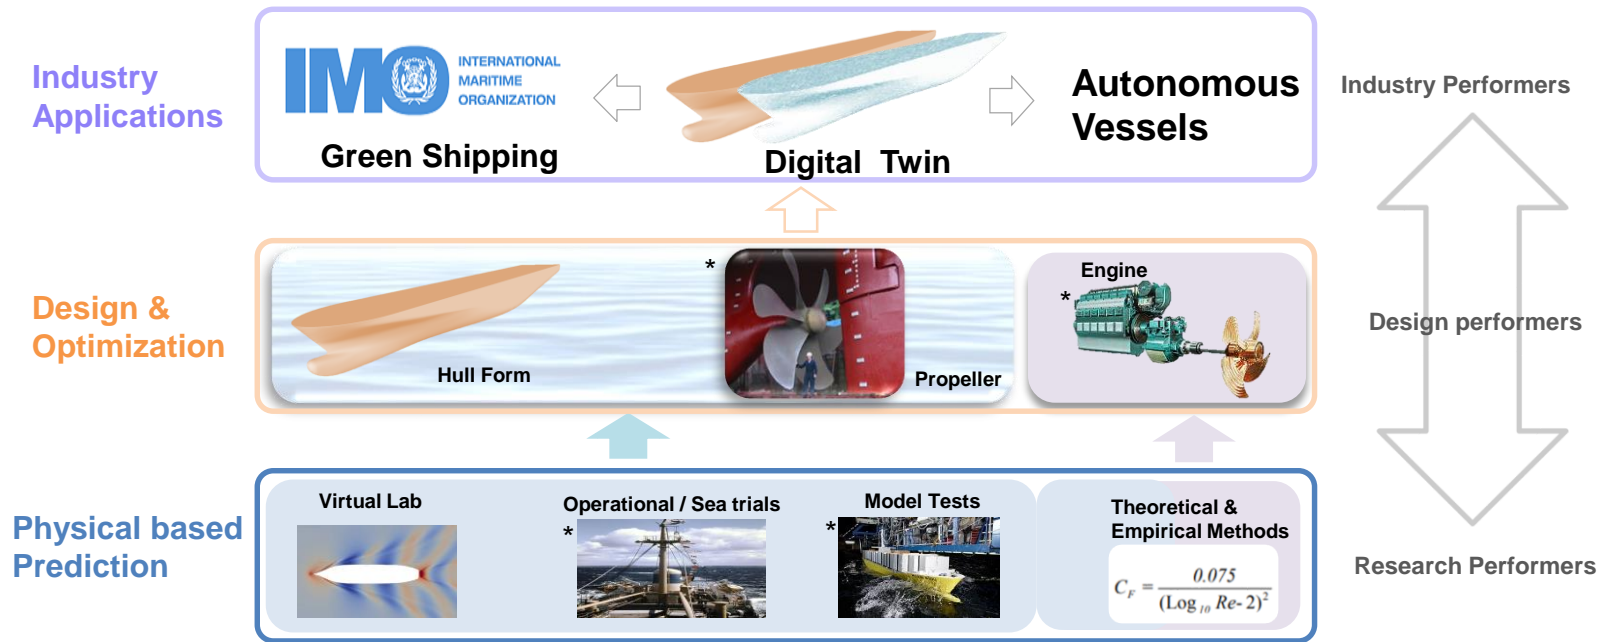 Industry
Applications
IMO
INTERNATIONAL
MARITIME
ORGANIZATION
Green Shipping
Digital Twin
Autonomous
Vessels
Industry Performers
Design &
Optimization
Hull Form
*
Propeller
Engine
*
Design performers
Physical based
Prediction
Virtual Lab
Operational / Sea trials
*
Model Tests
*
Theoretical &
Empirical Methods
C_F = 0.075 / (Log_10 Re- 2)^2
Research Performers